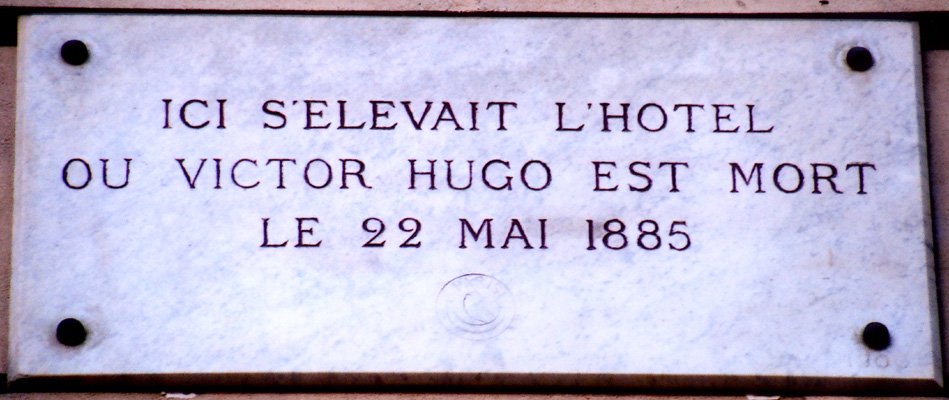 ICI S'ELEVAIT L'HOTEL
OU VICTOR HUGO EST MORT
LE 22 MAI 1885